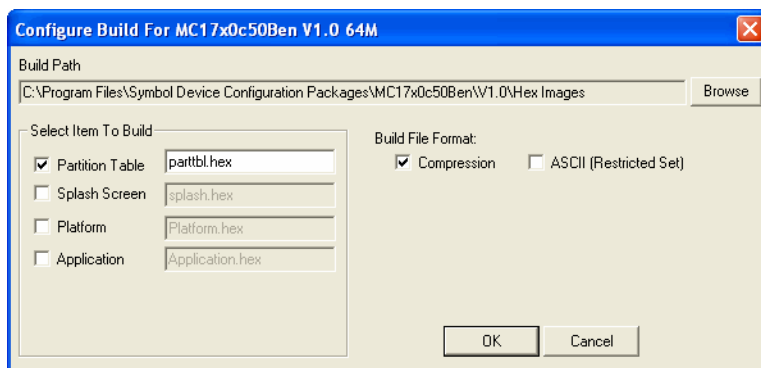 Configure Build For MC17x0c50Ben V1.0 64M
Build Path
C:\Program Files\Symbol Device Configuration Packages\MC17x0c50Ben\V1.0\Hex Images
Browse
Select Item To Build
Partition Table parttbl.hex
Splash Screen splash.hex
Platform Platform.hex
Application Application.hex
Build File Format:
Compression ASCII (Restricted Set)
OK Cancel